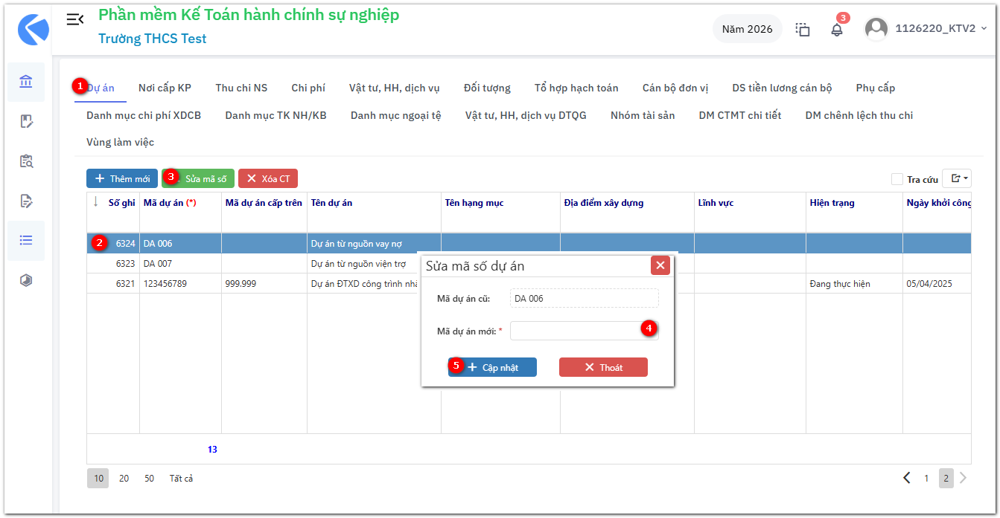 Phần mềm Kế Toán hành chính sự nghiệp
Trường THCS Test
Năm 2026
3
1126220_KTV2
1
Dự án Nơi cấp KP Thu chi NS Chi phí Vật tư, HH, dịch vụ Đối tượng Tổ hợp hạch toán Cán bộ đơn vị DS tiền lương cán bộ Phụ cấp
Danh mục chi phí XDCB Danh mục TK NH/KB Danh mục ngoại tệ Vật tư, HH, dịch vụ DTQG Nhóm tài sản DM CTMT chi tiết DM chênh lệch thu chi
Vùng làm việc
Thêm mới 3 Sửa mã số Xóa CT Tra cứu
Số ghi Mã dự án (*) Mã dự án cấp trên Tên dự án Tên hạng mục Địa điểm xây dựng Lĩnh vực Hiện trạng Ngày khởi công
2 6324 DA 006 Dự án từ nguồn vay nợ
6323 DA 007 Dự án từ nguồn viện trợ
6321 123456789 999.999 Dự án ĐTXD công trình nhà Đang thực hiện 05/04/2025
Sửa mã số dự án
Mã dự án cũ: DA 006
Mã dự án mới: * 4
5 Cập nhật Thoát
13
10 20 50 Tất cả 1 2